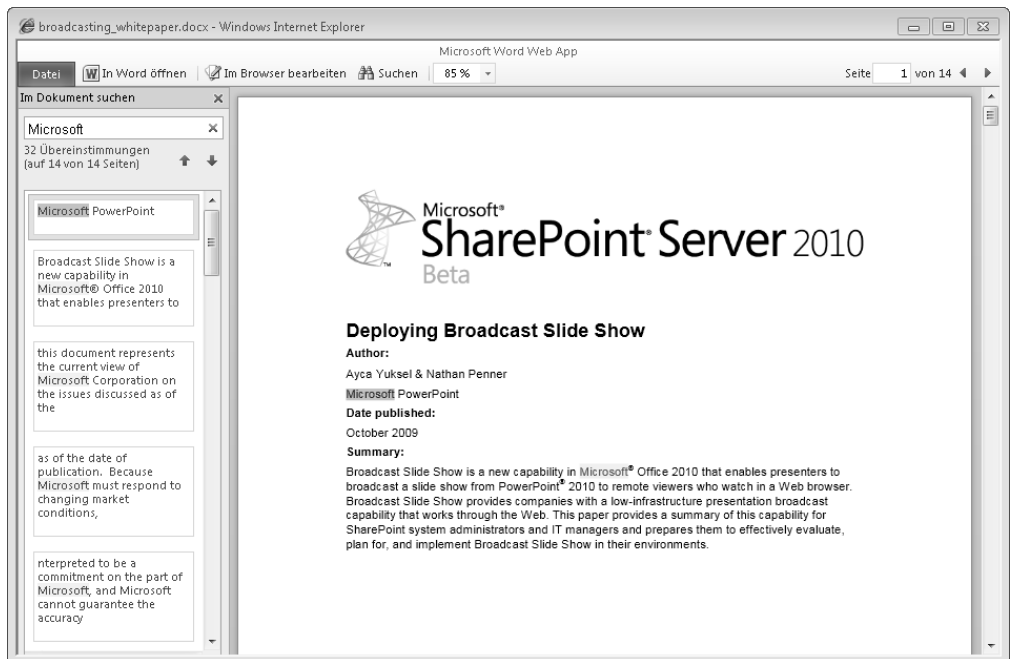 broadcasting_whitepaper.docx - Windows Internet Explorer
Microsoft Word Web App
Datei In Word öffnen Im Browser bearbeiten Suchen 85 % Seite 1 von 14
Im Dokument suchen
Microsoft
32 Übereinstimmungen
(auf 14 von 14 Seiten)
Microsoft PowerPoint
Broadcast Slide Show is a
new capability in
Microsoft® Office 2010
that enables presenters to
this document represents
the current view of
Microsoft Corporation on
the issues discussed as of
the
as of the date of
publication. Because
Microsoft must respond to
changing market
conditions,
nterpreted to be a
commitment on the part of
Microsoft, and Microsoft
cannot guarantee the
accuracy
Microsoft®
SharePoint® Server 2010
Beta
Deploying Broadcast Slide Show
Author:
Ayca Yuksel & Nathan Penner
Microsoft PowerPoint
Date published:
October 2009
Summary:
Broadcast Slide Show is a new capability in Microsoft® Office 2010 that enables presenters to
broadcast a slide show from PowerPoint® 2010 to remote viewers who watch in a Web browser.
Broadcast Slide Show provides companies with a low-infrastructure presentation broadcast
capability that works through the Web. This paper provides a summary of this capability for
SharePoint system administrators and IT managers and prepares them to effectively evaluate,
plan for, and implement Broadcast Slide Show in their environments.